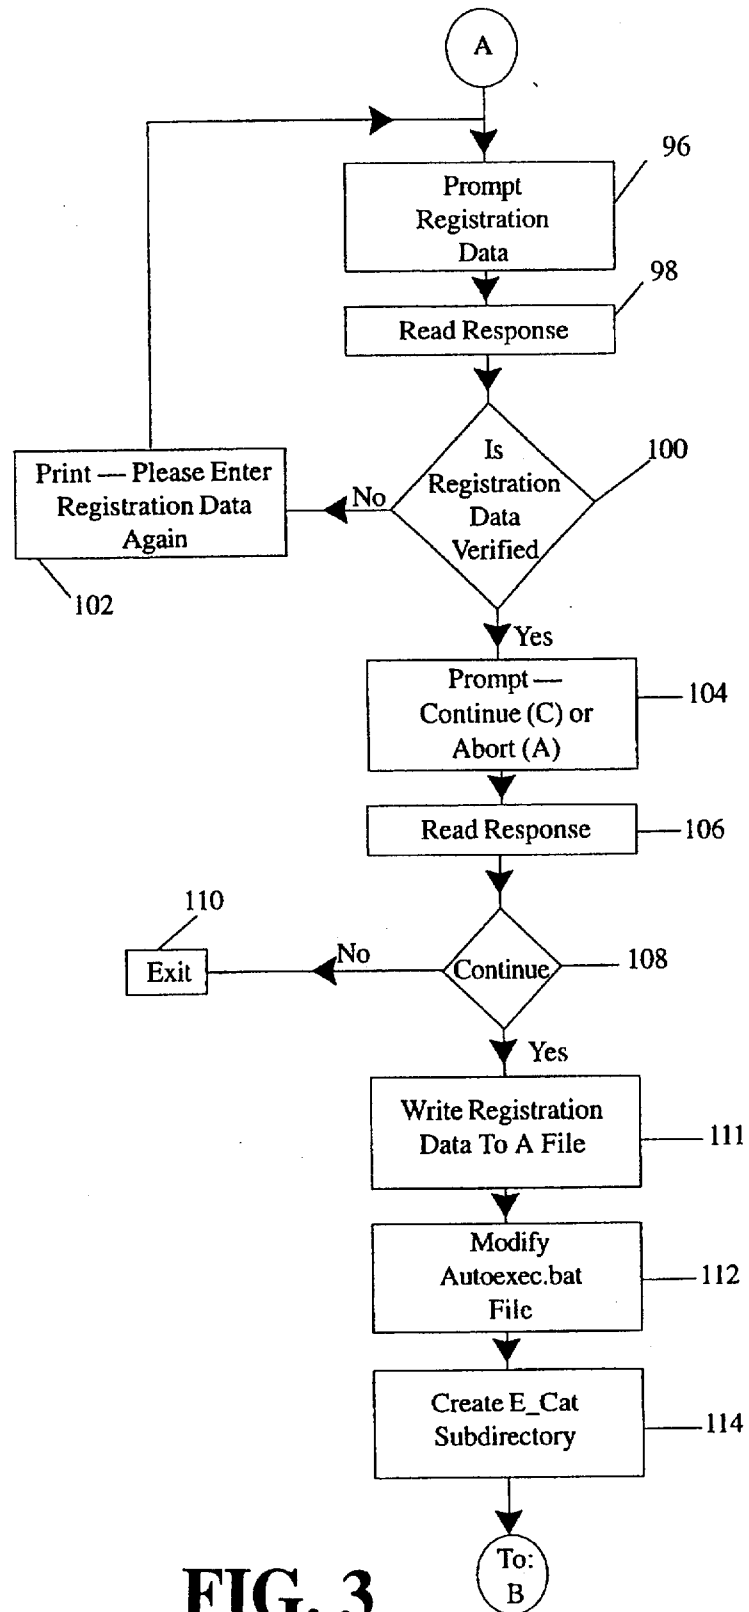 A
96
Prompt
Registration
Data
98
Read Response
100
Is
Registration
Data
Verified
No
Print — Please Enter
Registration Data
Again
102
Yes
Prompt —
Continue (C) or
Abort (A)
104
Read Response
106
110
Exit
No
Continue
108
Yes
Write Registration
Data To A File
111
Modify
Autoexec.bat
File
112
Create E_Cat
Subdirectory
114
To:
B
FIG. 3